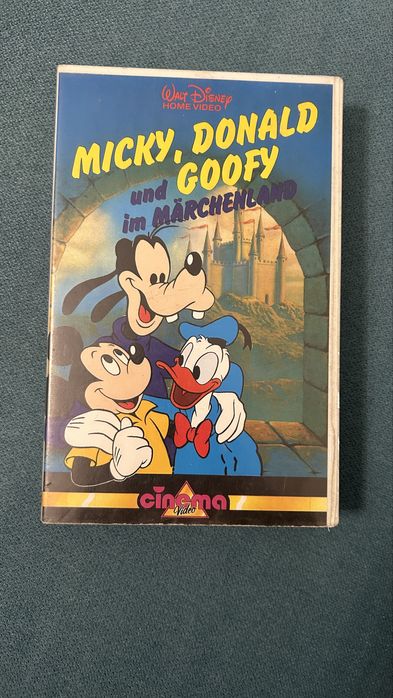 Walt Disney
HOME VIDEO
MICKY, DONALD
und GOOFY
im MÄRCHENLAND
cinema
Video